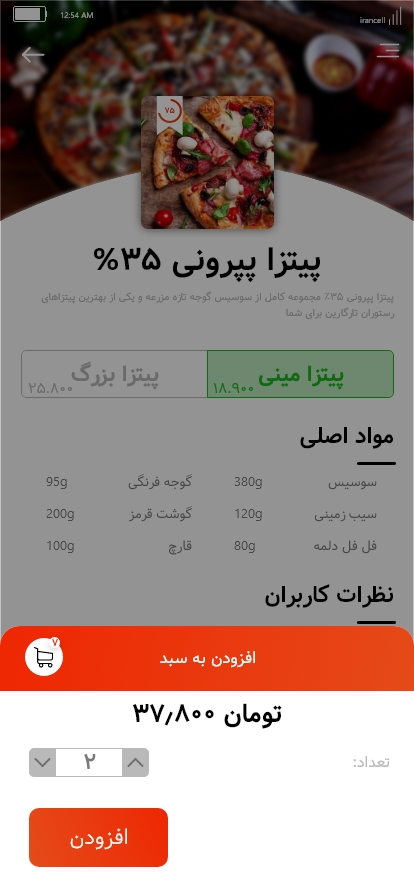 12:54 AM
irancell
۷۵
پیتزا پپرونی ۳۵%
پیتزا پپرونی ۳۵٪ مجموعه کامل از سوسیس گوجه تازه مزرعه و یکی از بهترین پیتزاهای
رستوران تارگارین برای شما
پیتزا مینی ۱۸.۹۰۰
پیتزا بزرگ ۲۵.۸۰۰
مواد اصلی
سوسیس 380g گوجه فرنگی 95g
سیب زمینی 120g گوشت قرمز 200g
فل فل دلمه 80g قارچ 100g
نظرات کاربران
افزودن به سبد
۷
۳۷٫۸۰۰ تومان
تعداد:
۲
افزودن